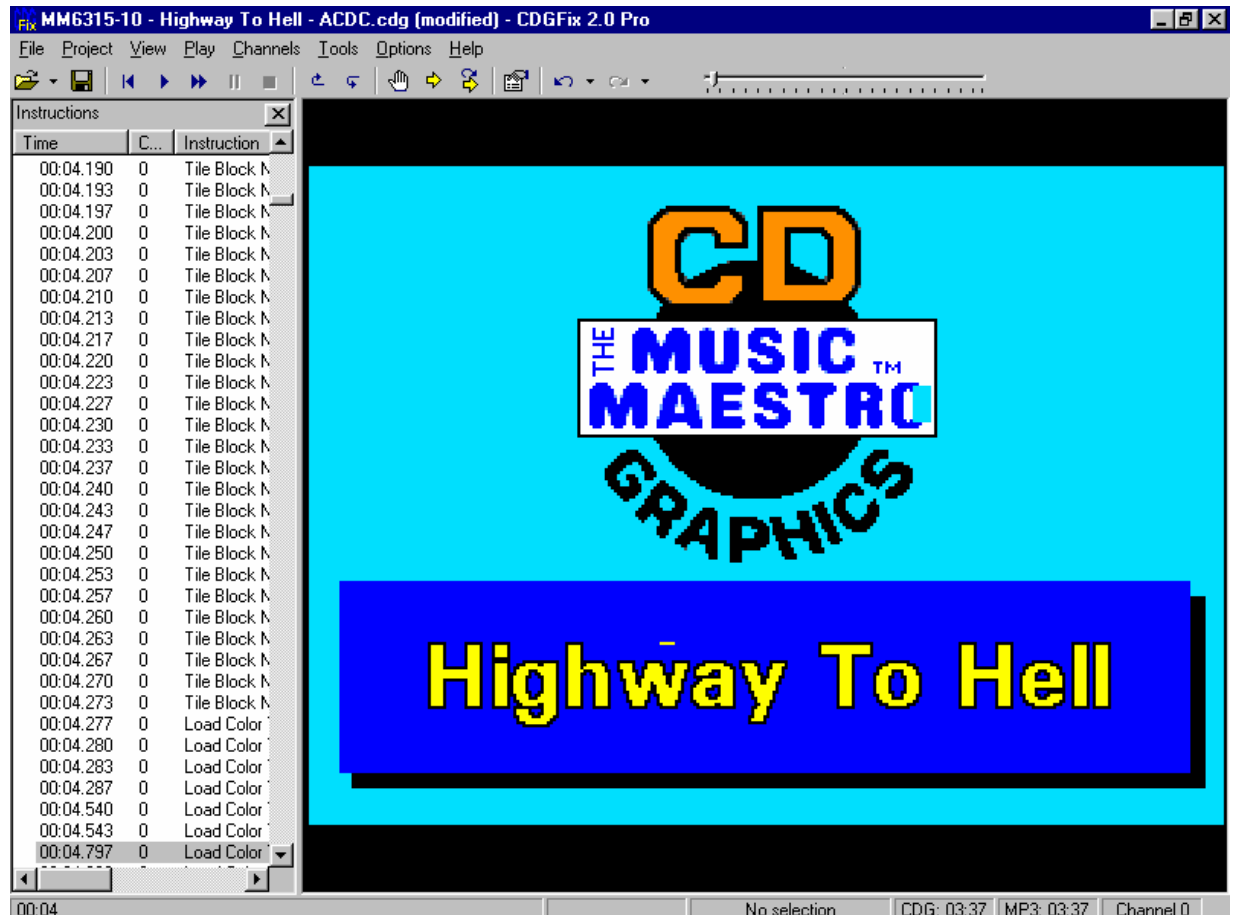 MM6315-10 - Highway To Hell - ACDC.cdg (modified) - CDGFix 2.0 Pro
File Project View Play Channels Tools Options Help
Instructions
Time C... Instruction
00:04.190 0 Tile Block N
00:04.193 0 Tile Block N
00:04.197 0 Tile Block N
00:04.200 0 Tile Block N
00:04.203 0 Tile Block N
00:04.207 0 Tile Block N
00:04.210 0 Tile Block N
00:04.213 0 Tile Block N
00:04.217 0 Tile Block N
00:04.220 0 Tile Block N
00:04.223 0 Tile Block N
00:04.227 0 Tile Block N
00:04.230 0 Tile Block N
00:04.233 0 Tile Block N
00:04.237 0 Tile Block N
00:04.240 0 Tile Block N
00:04.243 0 Tile Block N
00:04.247 0 Tile Block N
00:04.250 0 Tile Block N
00:04.253 0 Tile Block N
00:04.257 0 Tile Block N
00:04.260 0 Tile Block N
00:04.263 0 Tile Block N
00:04.267 0 Tile Block N
00:04.270 0 Tile Block N
00:04.273 0 Tile Block N
00:04.277 0 Load Color
00:04.280 0 Load Color
00:04.283 0 Load Color
00:04.287 0 Load Color
00:04.540 0 Load Color
00:04.543 0 Load Color
00:04.797 0 Load Color
CD
THE MUSIC ™
MAESTRO
GRAPHICS
Highway To Hell
00:04 No selection CDG: 03:37 MP3: 03:37 Channel 0